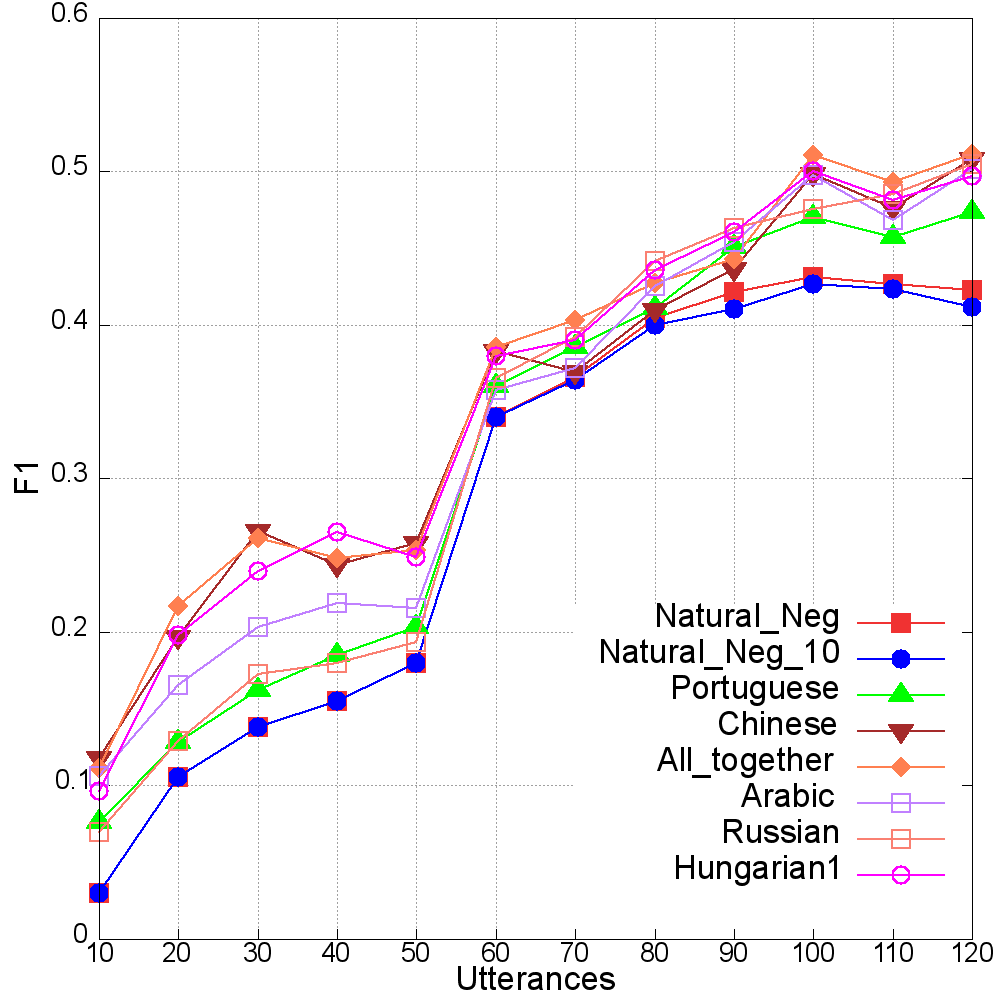 0.6
0.5
0.4
0.3
0.2
0.1
0
F1
10 20 30 40 50 60 70 80 90 100 110 120
Utterances
Natural_Neg
Natural_Neg_10
Portuguese
Chinese
All_together
Arabic
Russian
Hungarian1